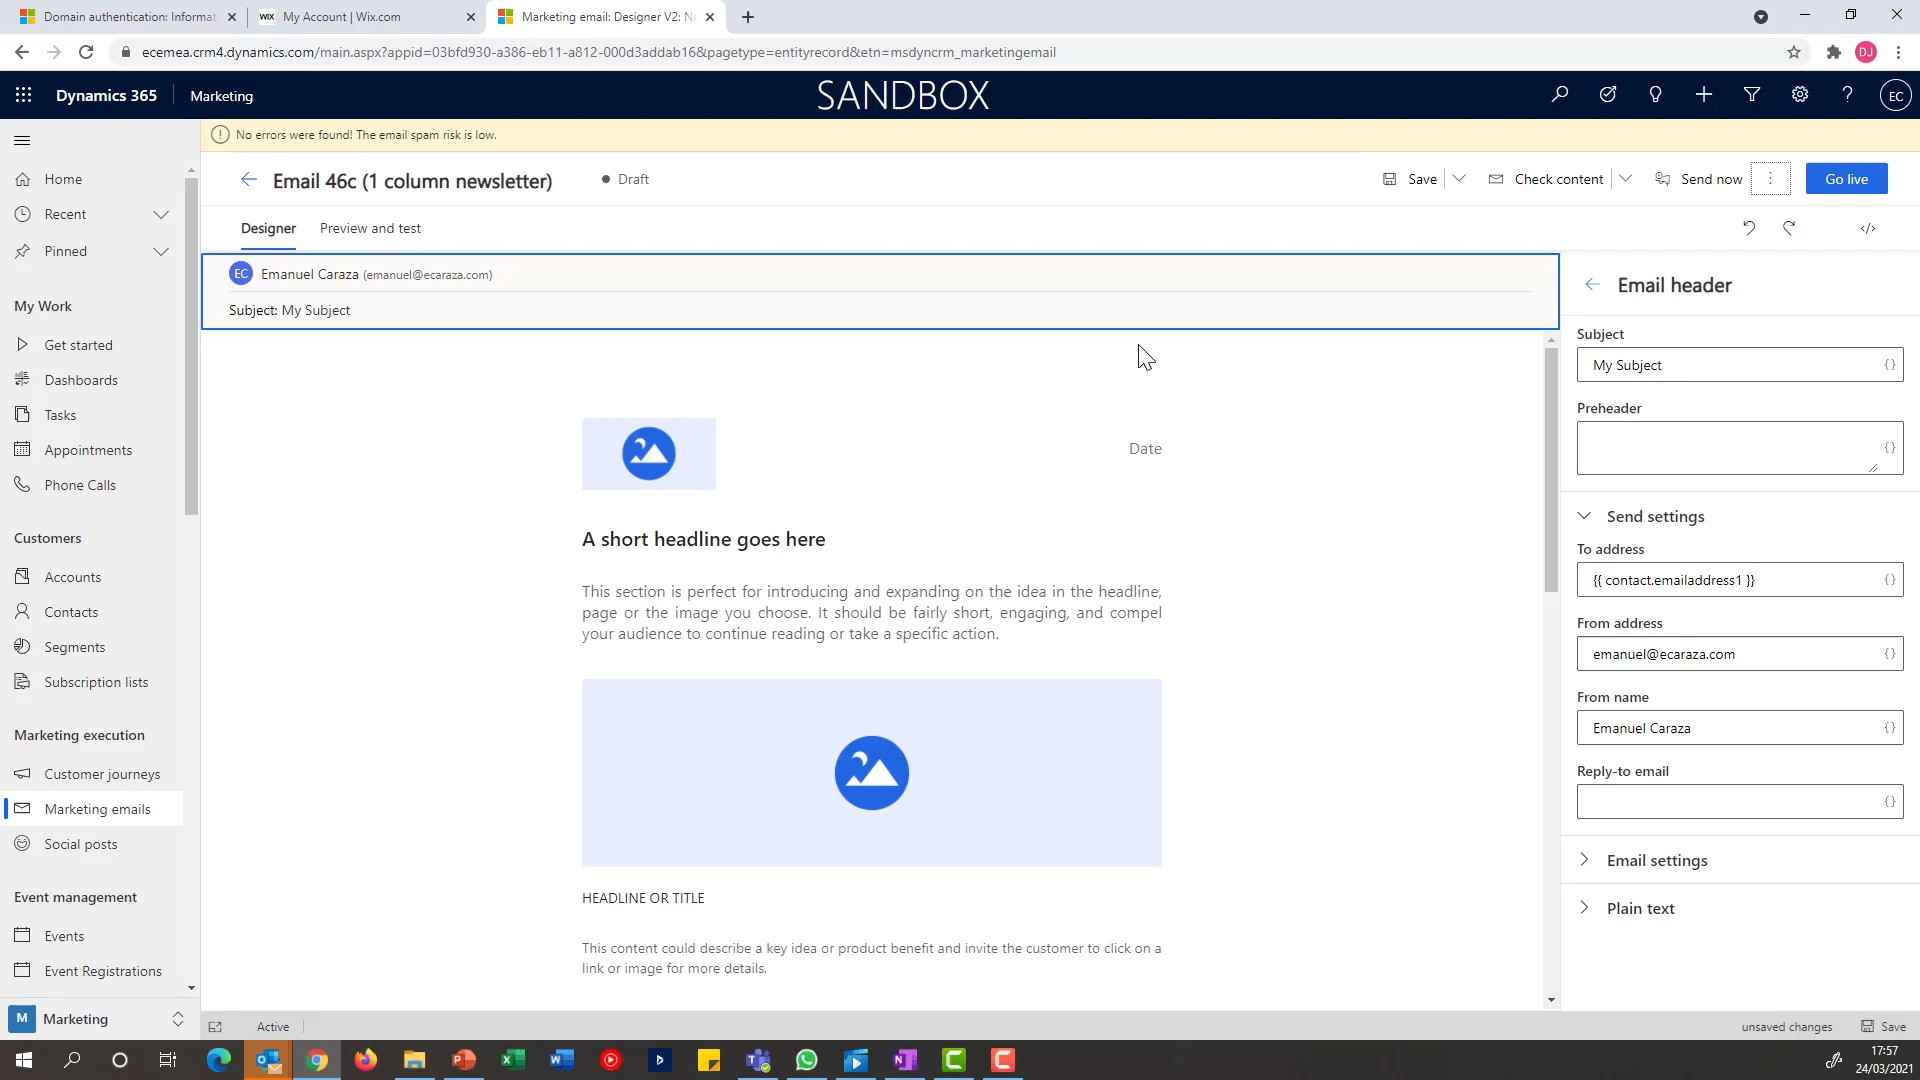 Domain authentication: Informat
WIX My Account | Wix.com
Marketing email: Designer V2: N
ecemea.crm4.dynamics.com/main.aspx?appid=03bfd930-a386-eb11-a812-000d3addab16&pagetype=entityrecord&etn=msdyncrm_marketingemail
DJ
Dynamics 365
Marketing
SANDBOX
EC
No errors were found! The email spam risk is low.
Home
Recent
Pinned
My Work
Get started
Dashboards
Tasks
Appointments
Phone Calls
Customers
Accounts
Contacts
Segments
Subscription lists
Marketing execution
Customer journeys
Marketing emails
Social posts
Event management
Events
Event Registrations
M Marketing
Email 46c (1 column newsletter)
Draft
Save
Check content
Send now
Go live
Designer
Preview and test
EC Emanuel Caraza (emanuel@ecaraza.com)
Subject: My Subject
Date
A short headline goes here
This section is perfect for introducing and expanding on the idea in the headline,
page or the image you choose. It should be fairly short, engaging, and compel
your audience to continue reading or take a specific action.
HEADLINE OR TITLE
This content could describe a key idea or product benefit and invite the customer to click on a
link or image for more details.
Email header
Subject
My Subject
Preheader
Send settings
To address
{{ contact.emailaddress1 }}
From address
emanuel@ecaraza.com
From name
Emanuel Caraza
Reply-to email
Email settings
Plain text
Active
unsaved changes
Save
17:57
24/03/2021